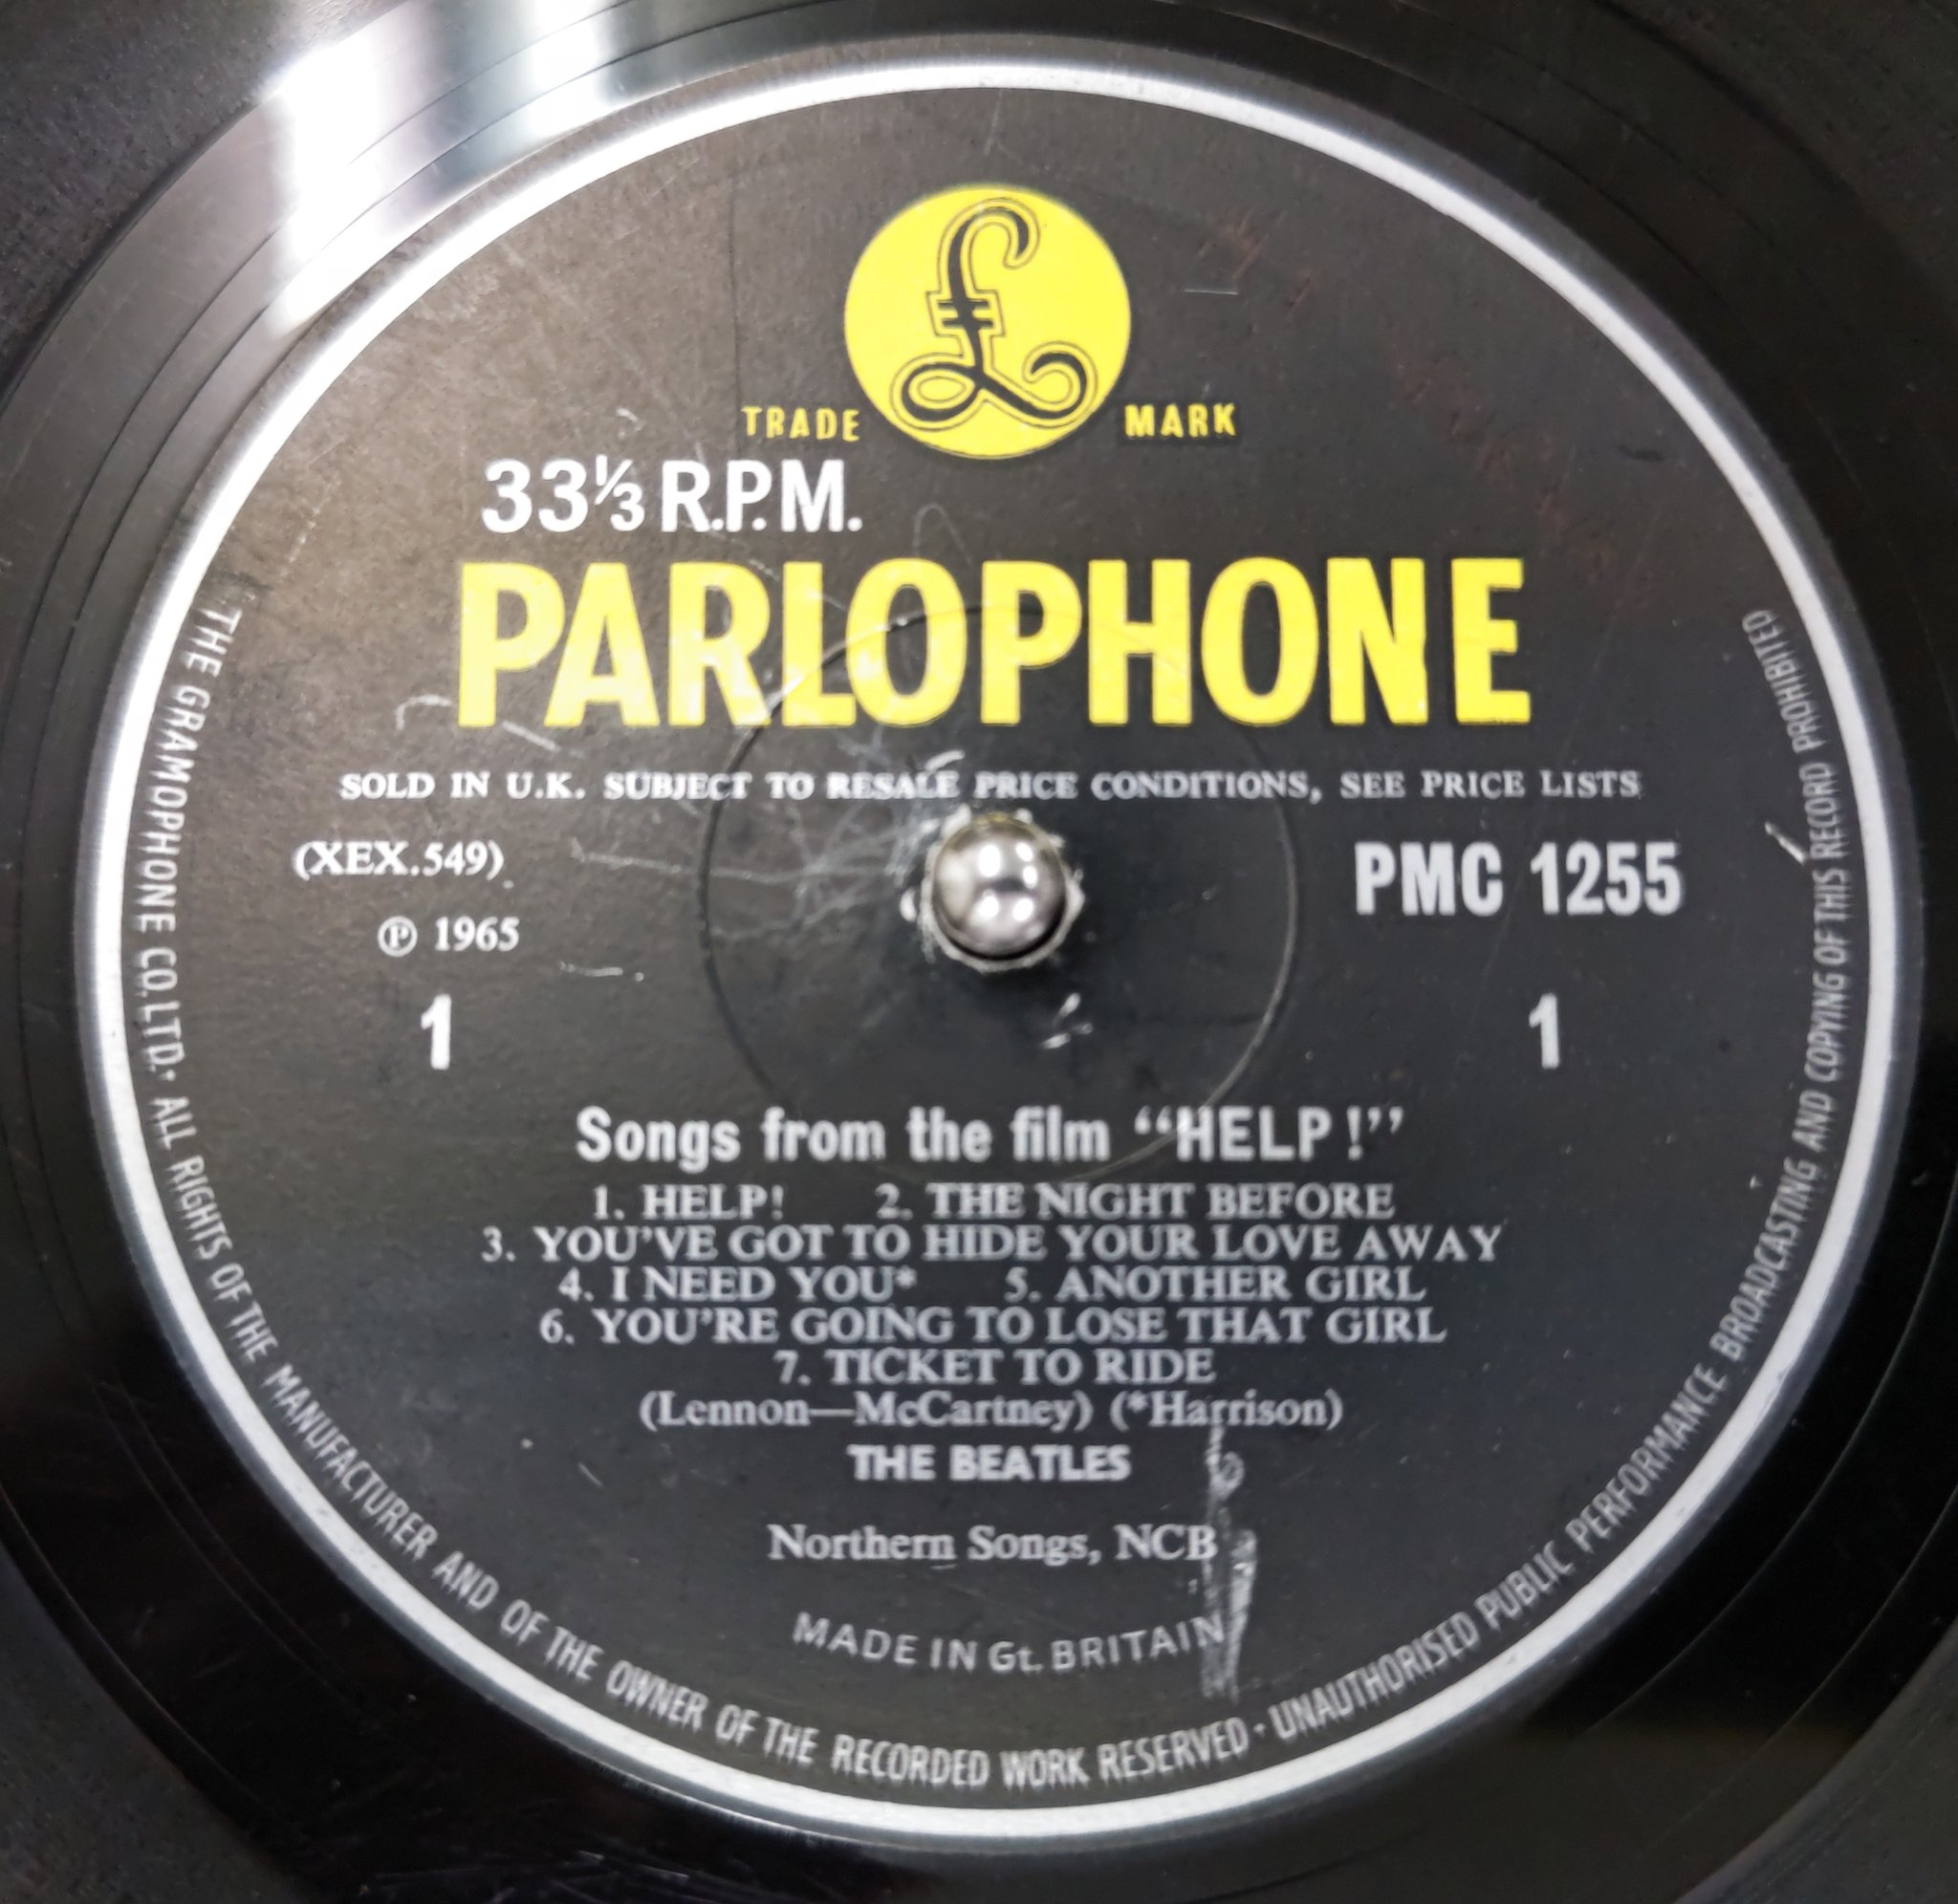 £
TRADE MARK
33⅓ R.P.M.
PARLOPHONE
SOLD IN U.K. SUBJECT TO RESALE PRICE CONDITIONS, SEE PRICE LISTS
(XEX.549) PMC 1255
℗ 1965
1 1
Songs from the film “HELP!”
1. HELP! 2. THE NIGHT BEFORE
3. YOU’VE GOT TO HIDE YOUR LOVE AWAY
4. I NEED YOU* 5. ANOTHER GIRL
6. YOU’RE GOING TO LOSE THAT GIRL
7. TICKET TO RIDE
(Lennon—McCartney) (*Harrison)
THE BEATLES
Northern Songs, NCB
MADE IN Gt. BRITAIN
THE GRAMOPHONE CO. LTD. • ALL RIGHTS OF THE MANUFACTURER AND OF THE OWNER OF THE RECORDED WORK RESERVED • UNAUTHORISED PUBLIC PERFORMANCE BROADCASTING AND COPYING OF THIS RECORD PROHIBITED